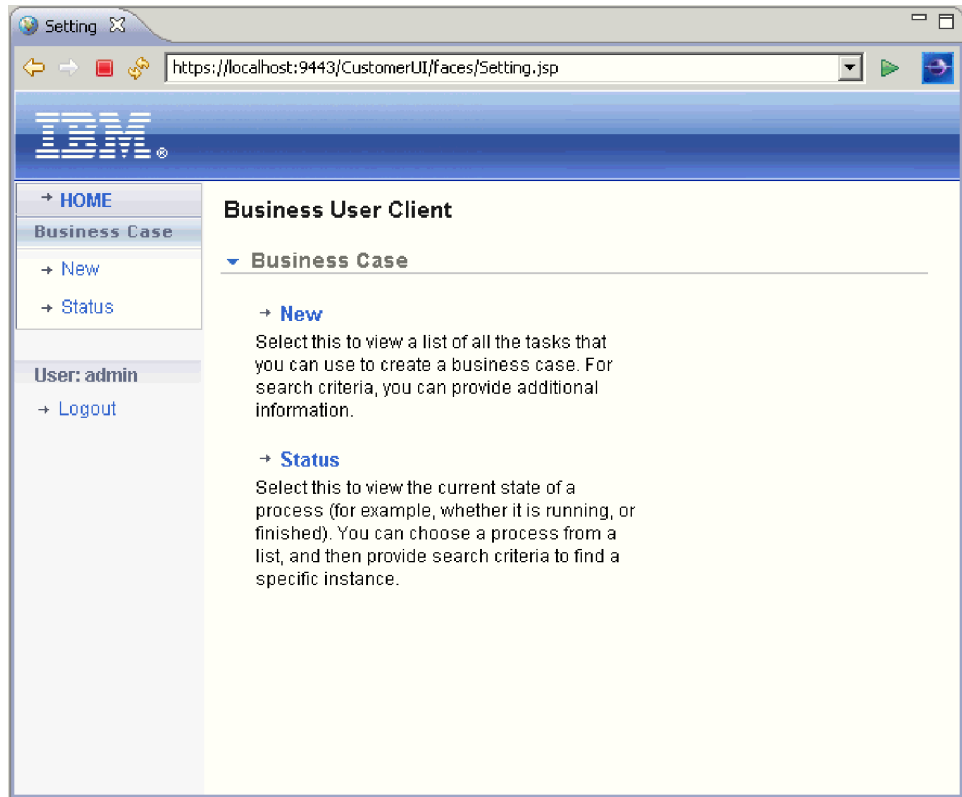 Setting
https://localhost:9443/CustomerUI/faces/Setting.jsp
IBM®
HOME
Business Case
New
Status
User: admin
Logout
Business User Client
Business Case
New
Select this to view a list of all the tasks that
you can use to create a business case. For
search criteria, you can provide additional
information.
Status
Select this to view the current state of a
process (for example, whether it is running, or
finished). You can choose a process from a
list, and then provide search criteria to find a
specific instance.